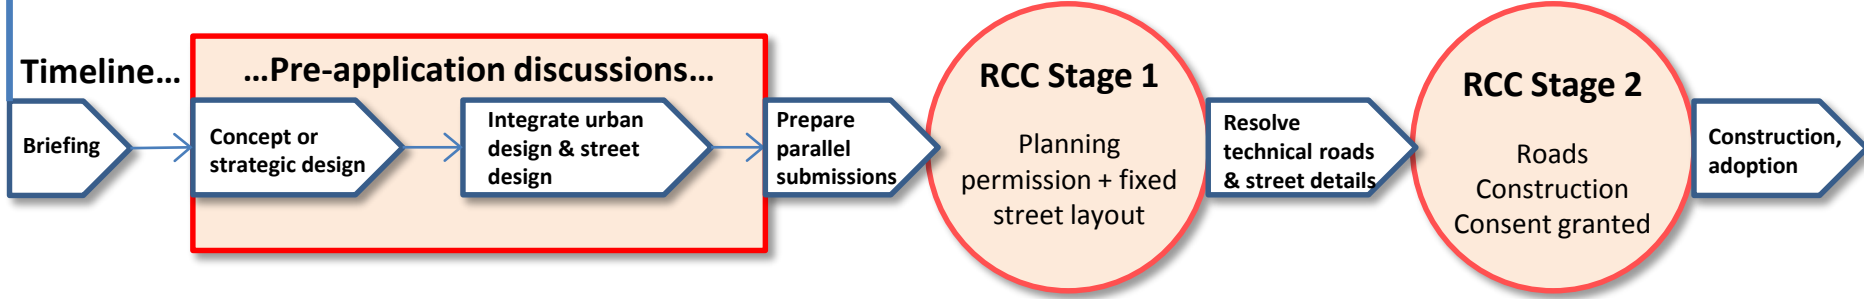 Timeline...
...Pre-application discussions...
Briefing
Concept or
strategic design
Integrate urban
design & street
design
Prepare
parallel
submissions
RCC Stage 1
Planning
permission + fixed
street layout
Resolve
technical roads
& street details
RCC Stage 2
Roads
Construction
Consent granted
Construction,
adoption